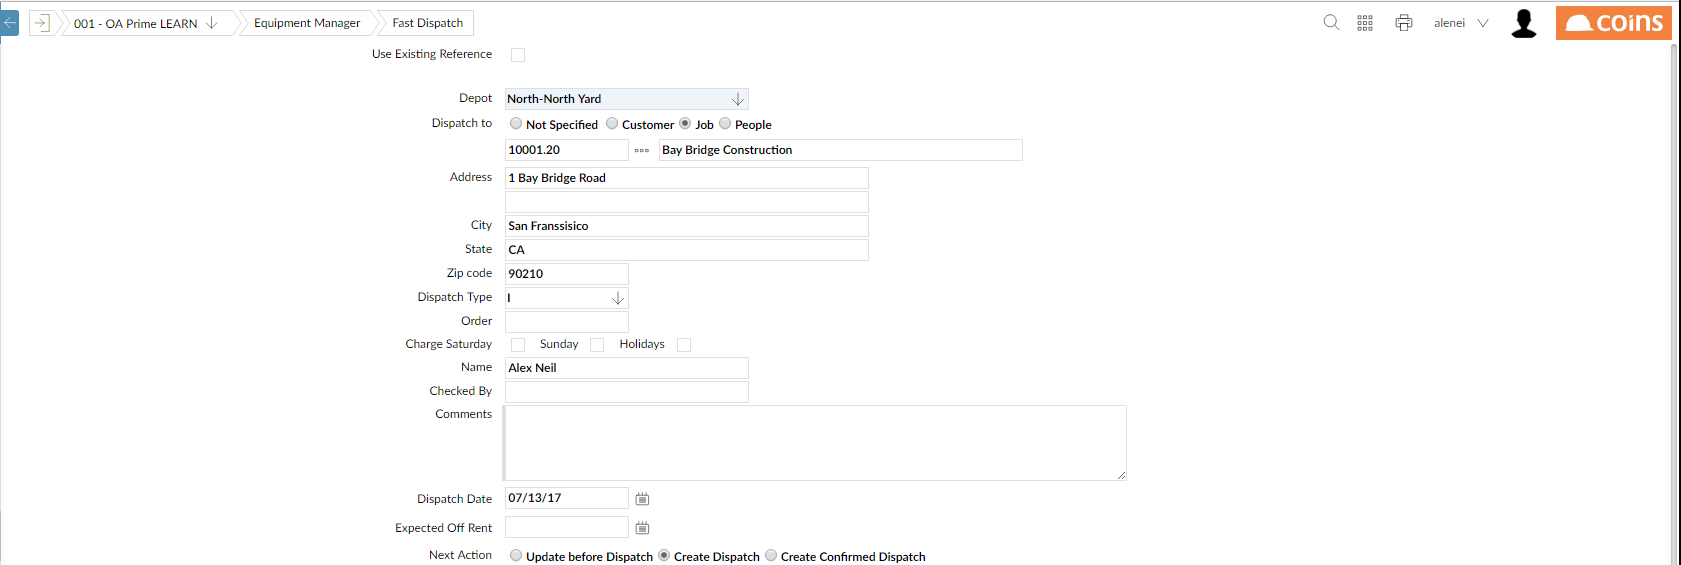 001 - OA Prime LEARN Equipment Manager Fast Dispatch alenei coins
Use Existing Reference
Depot North-North Yard
Dispatch to Not Specified Customer Job People
10001.20 Bay Bridge Construction
Address 1 Bay Bridge Road
City San Franssisico
State CA
Zip code 90210
Dispatch Type I
Order
Charge Saturday Sunday Holidays
Name Alex Neil
Checked By
Comments
Dispatch Date 07/13/17
Expected Off Rent
Next Action Update before Dispatch Create Dispatch Create Confirmed Dispatch